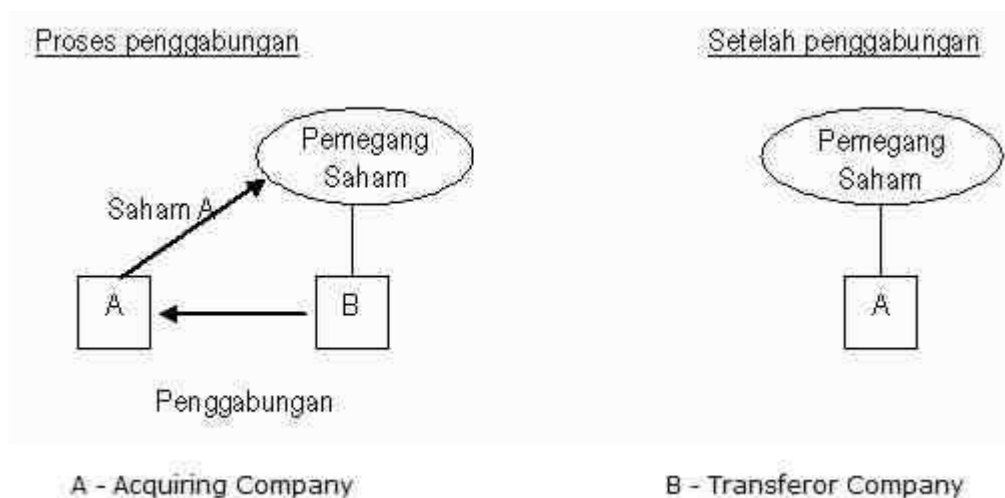 Proses penggabungan
Setelah penggabungan
Pemegang
Saham
Saham A
A
B
Penggabungan
Pemegang
Saham
A
A - Acquiring Company
B - Transferor Company